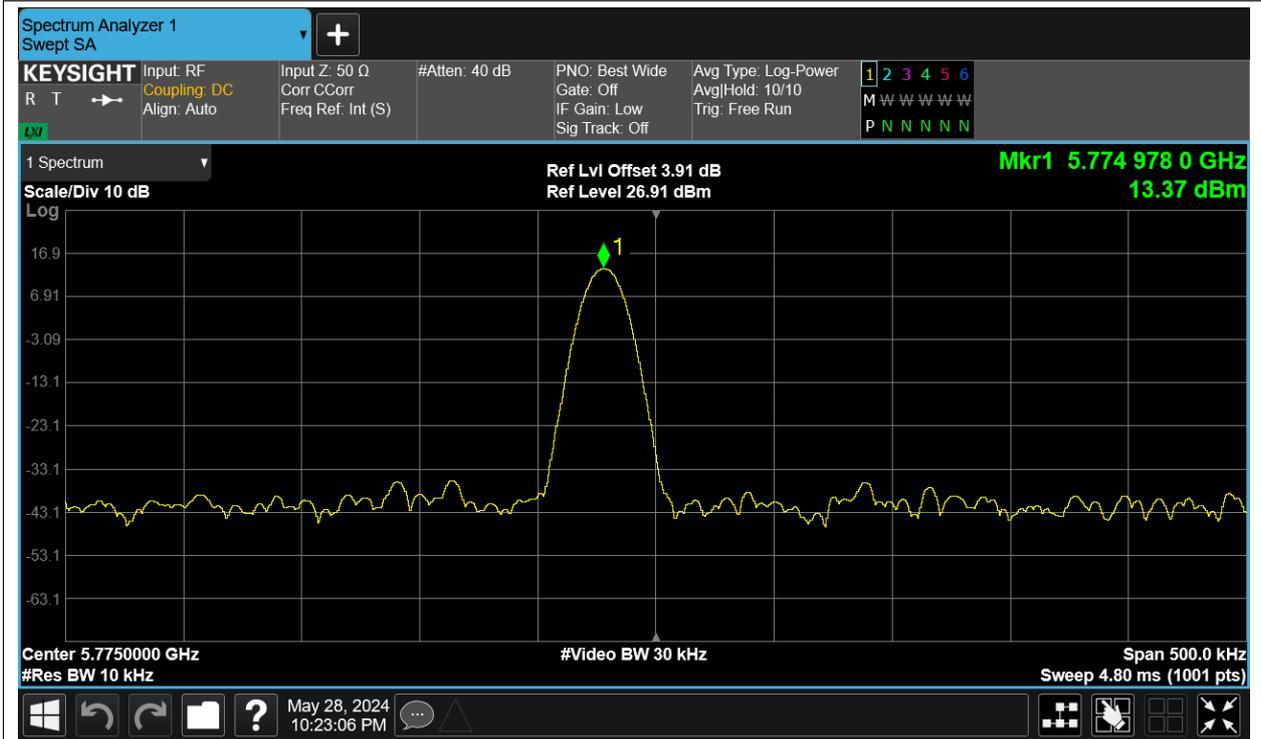 Spectrum Analyzer 1
Swept SA
+
KEYSIGHT
R T
LXI
Input: RF
Coupling: DC
Align: Auto
Input Z: 50 Ω
Corr CCorr
Freq Ref: Int (S)
#Atten: 40 dB
PNO: Best Wide
Gate: Off
IF Gain: Low
Sig Track: Off
Avg Type: Log-Power
Avg|Hold: 10/10
Trig: Free Run
1 2 3 4 5 6
M W W W W W W
P N N N N N N
1 Spectrum
Scale/Div 10 dB
Log
Ref Lvl Offset 3.91 dB
Ref Level 26.91 dBm
Mkr1 5.774 978 0 GHz
13.37 dBm
1
16.9
6.91
-3.09
-13.1
-23.1
-33.1
-43.1
-53.1
-63.1
Center 5.7750000 GHz
#Res BW 10 kHz
#Video BW 30 kHz
Span 500.0 kHz
Sweep 4.80 ms (1001 pts)
?
May 28, 2024
10:23:06 PM